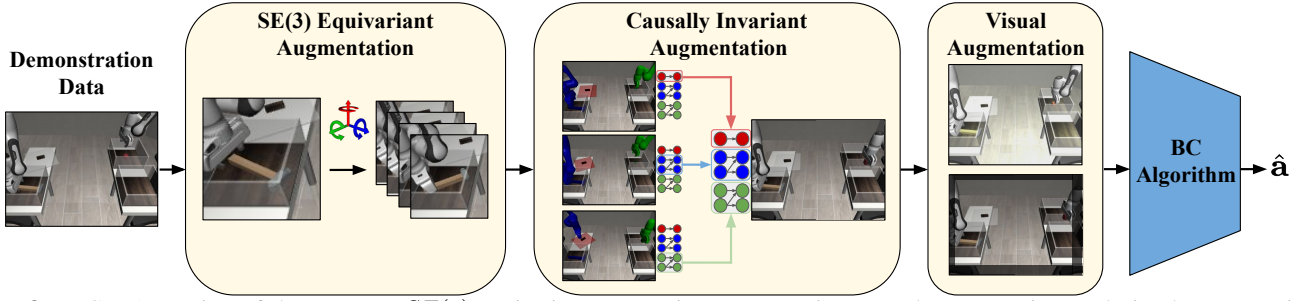 Demonstration
Data
SE(3) Equivariant
Augmentation
Causally Invariant
Augmentation
Visual
Augmentation
BC
Algorithm
â